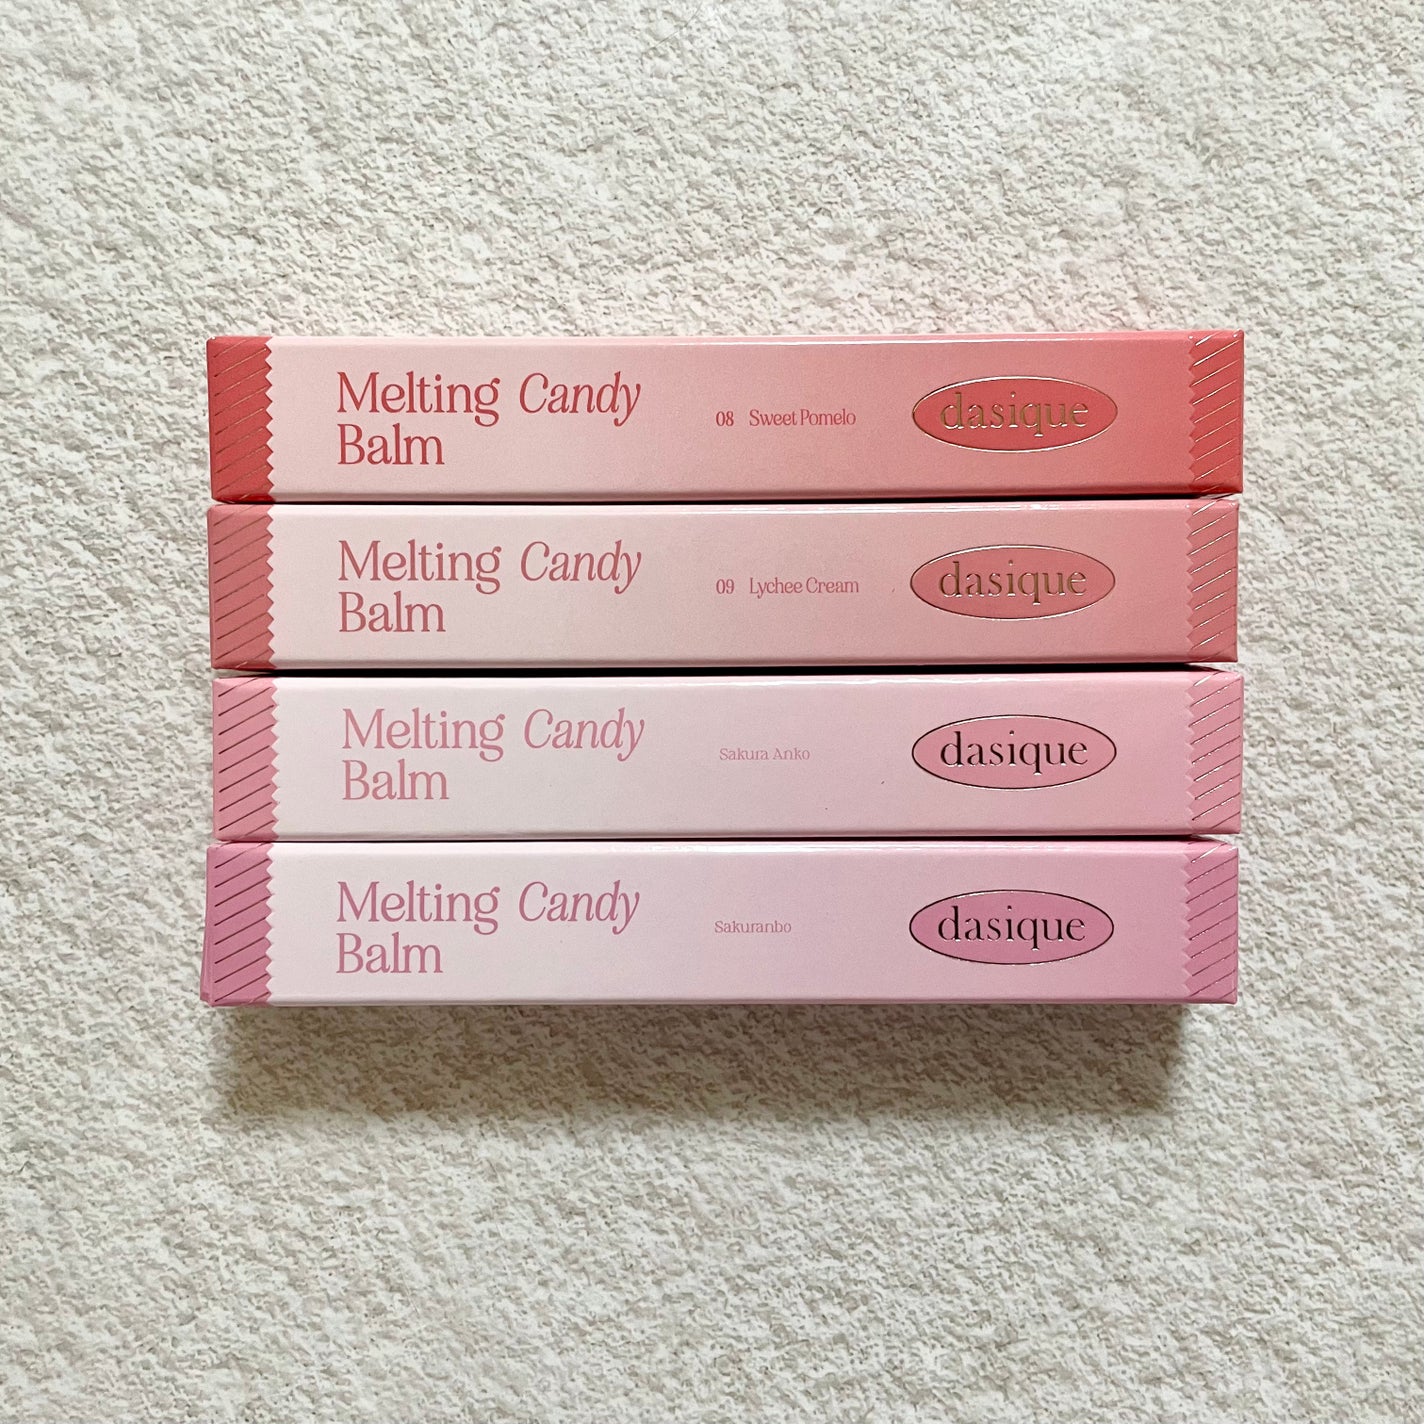 Melting Candy
Balm
08 Sweet Pomelo
dasique
Melting Candy
Balm
09 Lychee Cream
dasique
Melting Candy
Balm
Sakura Anko
dasique
Melting Candy
Balm
Sakuranbo
dasique